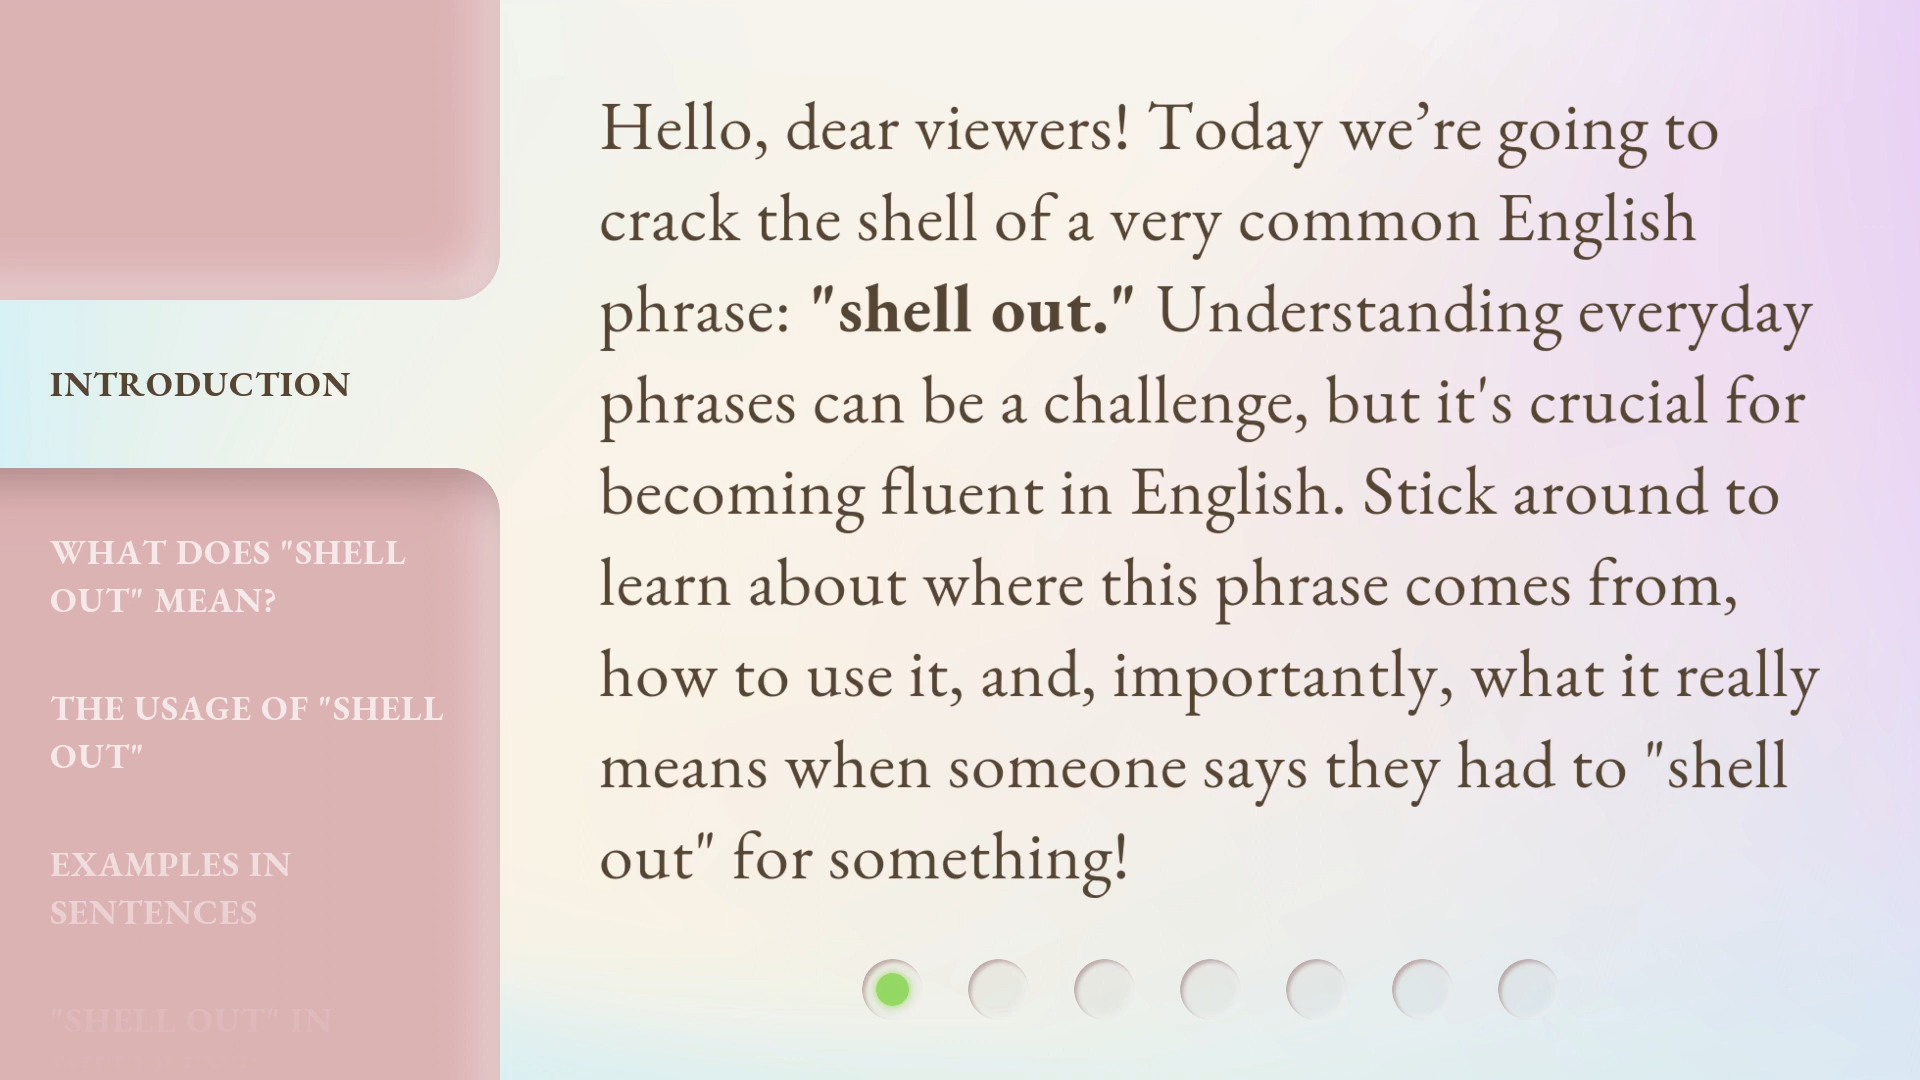 INTRODUCTION
WHAT DOES "SHELL
OUT" MEAN?
THE USAGE OF "SHELL
OUT"
EXAMPLES IN
SENTENCES
"SHELL OUT" IN
Hello, dear viewers! Today we’re going to
crack the shell of a very common English
phrase: "shell out." Understanding everyday
phrases can be a challenge, but it's crucial for
becoming fluent in English. Stick around to
learn about where this phrase comes from,
how to use it, and, importantly, what it really
means when someone says they had to "shell
out" for something!